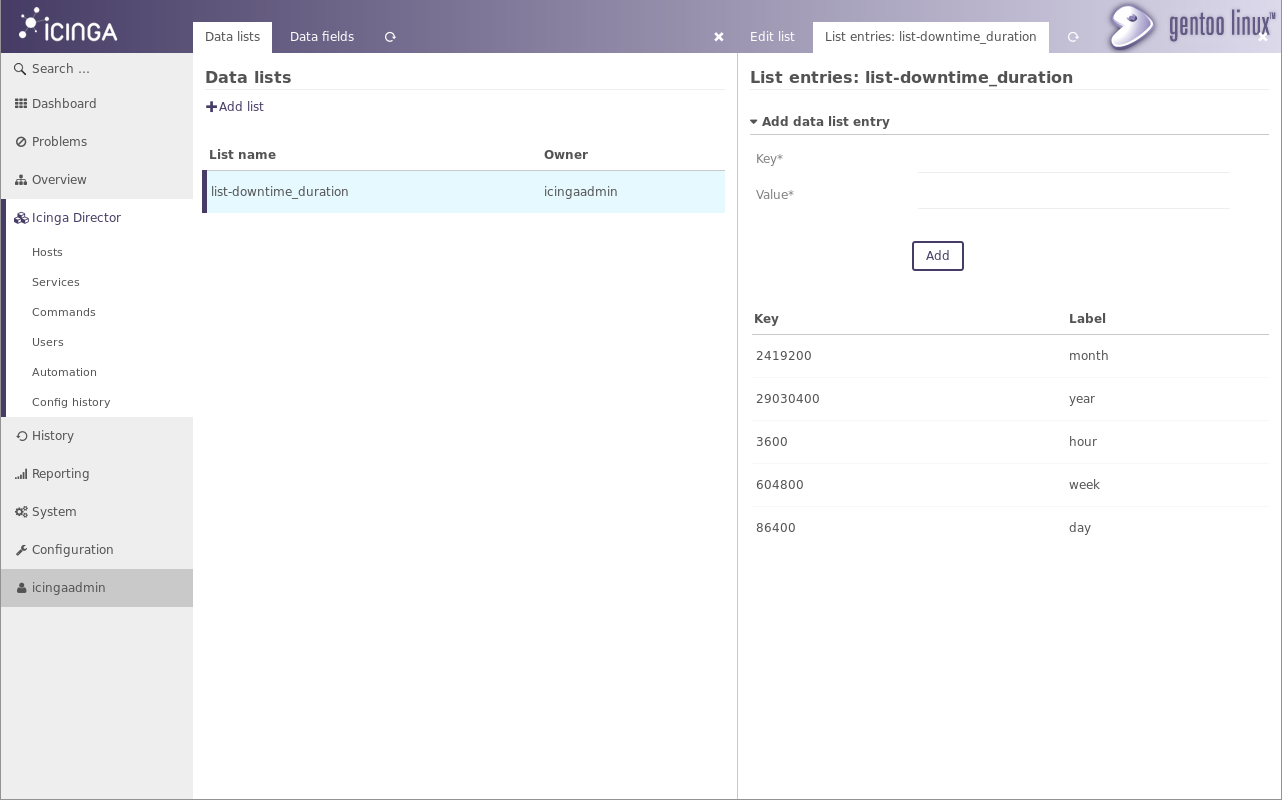 ICINGA
Data lists
Data fields
Edit list
List entries: list-downtime_duration
gentoo linux™
Search ...
Dashboard
Problems
Overview
Icinga Director
Hosts
Services
Commands
Users
Automation
Config history
History
Reporting
System
Configuration
icingaadmin
Data lists
Add list
List name Owner
list-downtime_duration icingaadmin
List entries: list-downtime_duration
Add data list entry
Key*
Value*
Add
Key Label
2419200 month
29030400 year
3600 hour
604800 week
86400 day